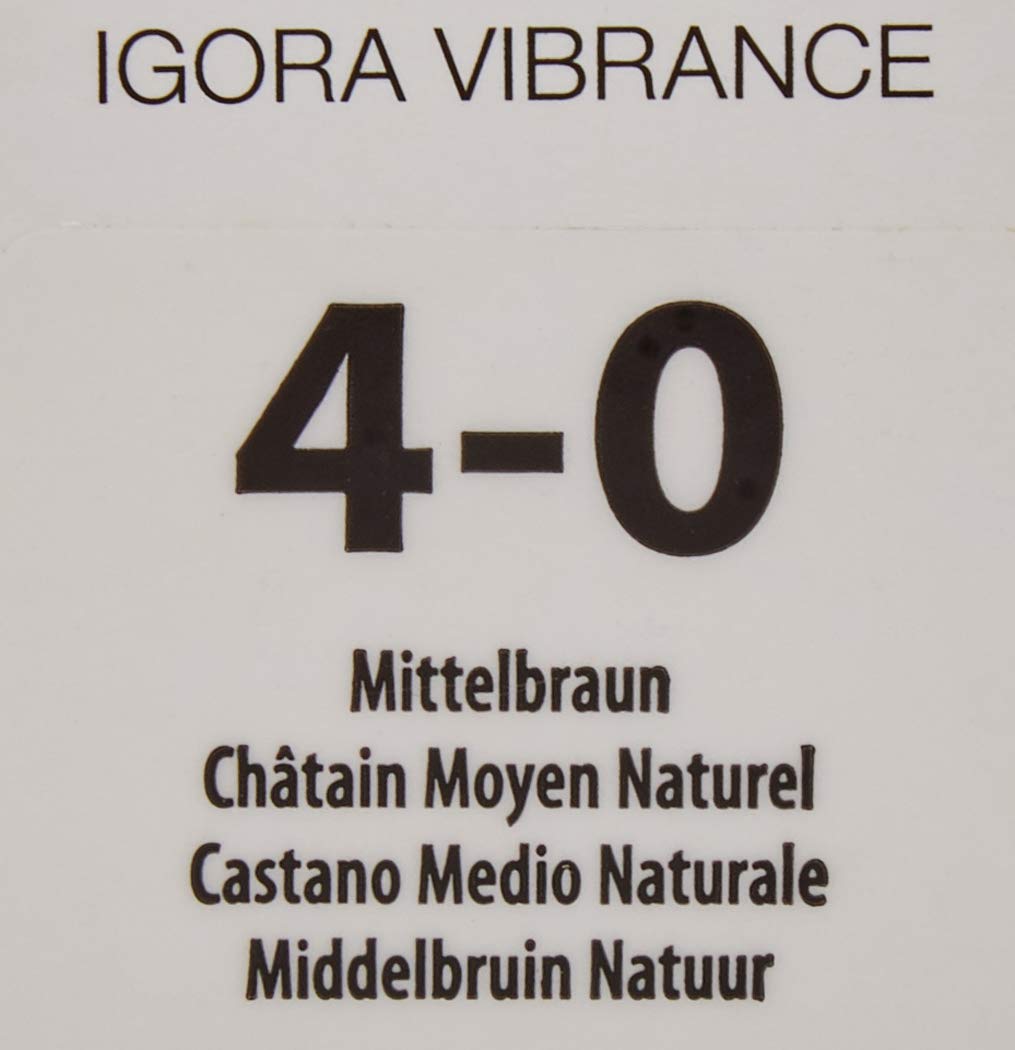 IGORA VIBRANCE
4-0
Mittelbraun
Châtain Moyen Naturel
Castano Medio Naturale
Middelbruin Natuur